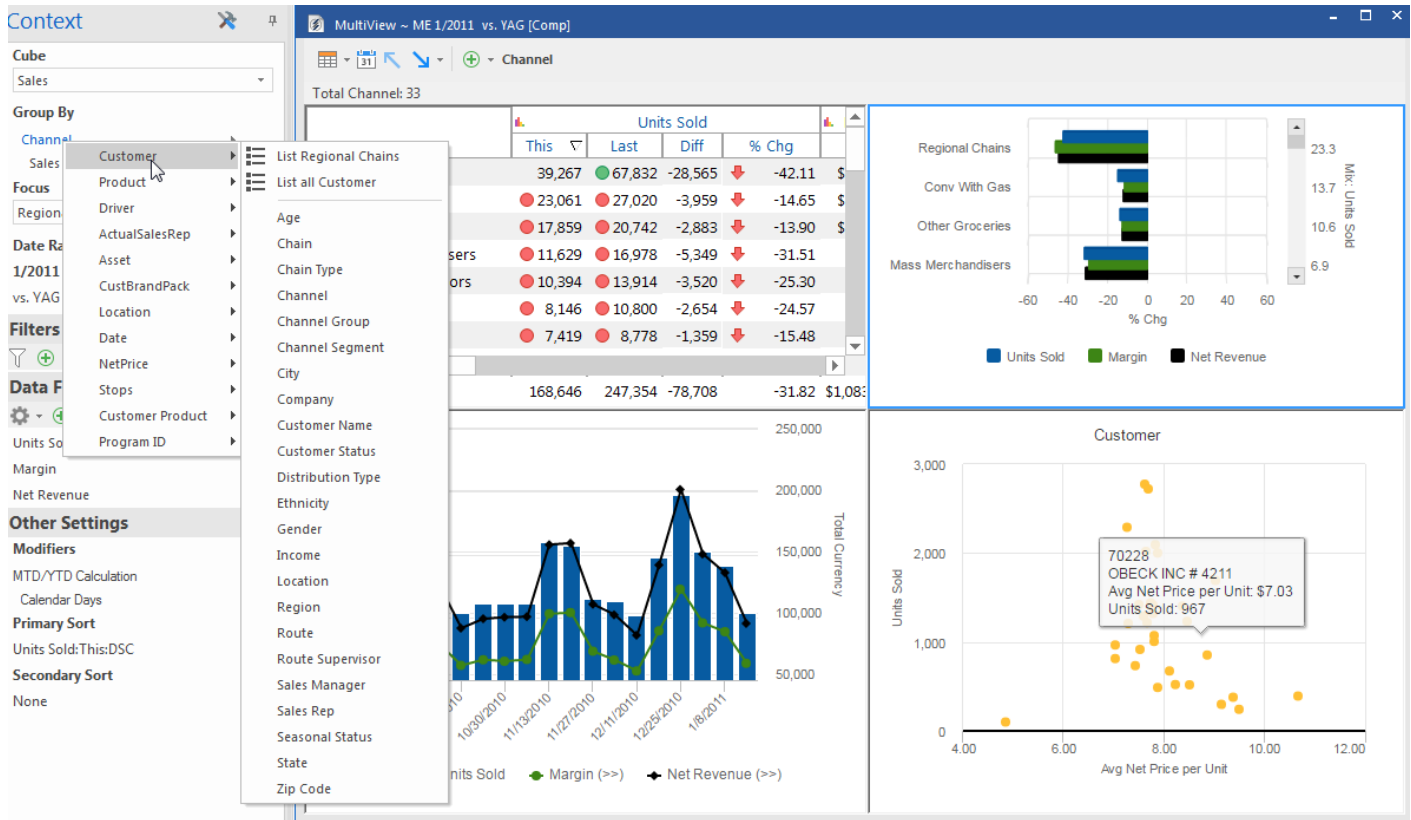 Context
Cube
Sales
Group By
Channel
Sales
Focus
Region
Date Ra
1/2011
vs. YAG
Filters
Data F
Units So
Margin
Net Revenue
Other Settings
Modifiers
MTD/YTD Calculation
Calendar Days
Primary Sort
Units Sold:This:DSC
Secondary Sort
None
Customer
Product
Driver
ActualSalesRep
Asset
CustBrandPack
Location
Date
NetPrice
Stops
Customer Product
Program ID
List Regional Chains
List all Customer
Age
Chain
Chain Type
Channel
Channel Group
Channel Segment
City
Company
Customer Name
Customer Status
Distribution Type
Ethnicity
Gender
Income
Location
Region
Route
Route Supervisor
Sales Manager
Sales Rep
Seasonal Status
State
Zip Code
MultiView ~ ME 1/2011 vs. YAG [Comp]
31
Channel
Total Channel: 33
Units Sold
This Last Diff % Chg
39,267 67,832 -28,565 -42.11 $
23,061 27,020 -3,959 -14.65 $
17,859 20,742 -2,883 -13.90 $
sers 11,629 16,978 -5,349 -31.51
ors 10,394 13,914 -3,520 -25.30
8,146 10,800 -2,654 -24.57
7,419 8,778 -1,359 -15.48
168,646 247,354 -78,708 -31.82 $1,083
Regional Chains 23.3
Conv With Gas 13.7
Other Groceries 10.6
Mass Merchandisers 6.9
Mix: Units Sold
-60 -40 -20 0 20 40 60
% Chg
Units Sold Margin Net Revenue
250,000
200,000
150,000
100,000
50,000
Total Currency
010 10/30/2010 11/13/2010 11/27/2010 12/11/2010 12/25/2010 1/8/2011
nits Sold Margin (>>) Net Revenue (>>)
Customer
3,000
2,000
1,000
0
Units Sold
70228
OBECK INC # 4211
Avg Net Price per Unit: $7.03
Units Sold: 967
4.00 6.00 8.00 10.00 12.00
Avg Net Price per Unit